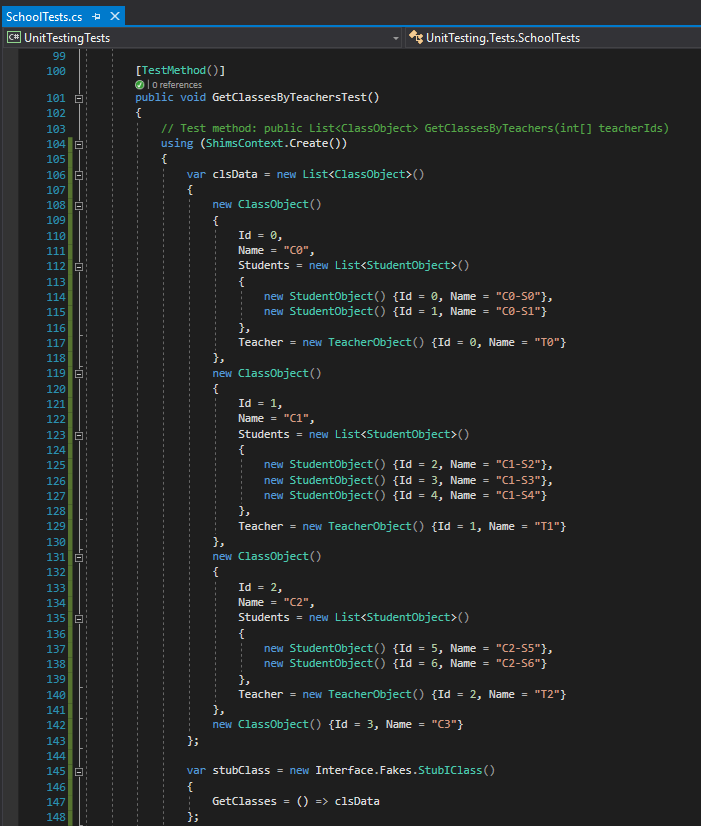 SchoolTests.cs
UnitTestingTests UnitTesting.Tests.SchoolTests
99
100 [TestMethod()]
0 references
101 public void GetClassesByTeachersTest()
102 {
103 // Test method: public List<ClassObject> GetClassesByTeachers(int[] teacherIds)
104 using (ShimsContext.Create())
105 {
106 var clsData = new List<ClassObject>()
107 {
108 new ClassObject()
109 {
110 Id = 0,
111 Name = "C0",
112 Students = new List<StudentObject>()
113 {
114 new StudentObject() {Id = 0, Name = "C0-S0"},
115 new StudentObject() {Id = 1, Name = "C0-S1"}
116 },
117 Teacher = new TeacherObject() {Id = 0, Name = "T0"}
118 },
119 new ClassObject()
120 {
121 Id = 1,
122 Name = "C1",
123 Students = new List<StudentObject>()
124 {
125 new StudentObject() {Id = 2, Name = "C1-S2"},
126 new StudentObject() {Id = 3, Name = "C1-S3"},
127 new StudentObject() {Id = 4, Name = "C1-S4"}
128 },
129 Teacher = new TeacherObject() {Id = 1, Name = "T1"}
130 },
131 new ClassObject()
132 {
133 Id = 2,
134 Name = "C2",
135 Students = new List<StudentObject>()
136 {
137 new StudentObject() {Id = 5, Name = "C2-S5"},
138 new StudentObject() {Id = 6, Name = "C2-S6"}
139 },
140 Teacher = new TeacherObject() {Id = 2, Name = "T2"}
141 },
142 new ClassObject() {Id = 3, Name = "C3"}
143 };
144
145 var stubClass = new Interface.Fakes.StubIClass()
146 {
147 GetClasses = () => clsData
148 };